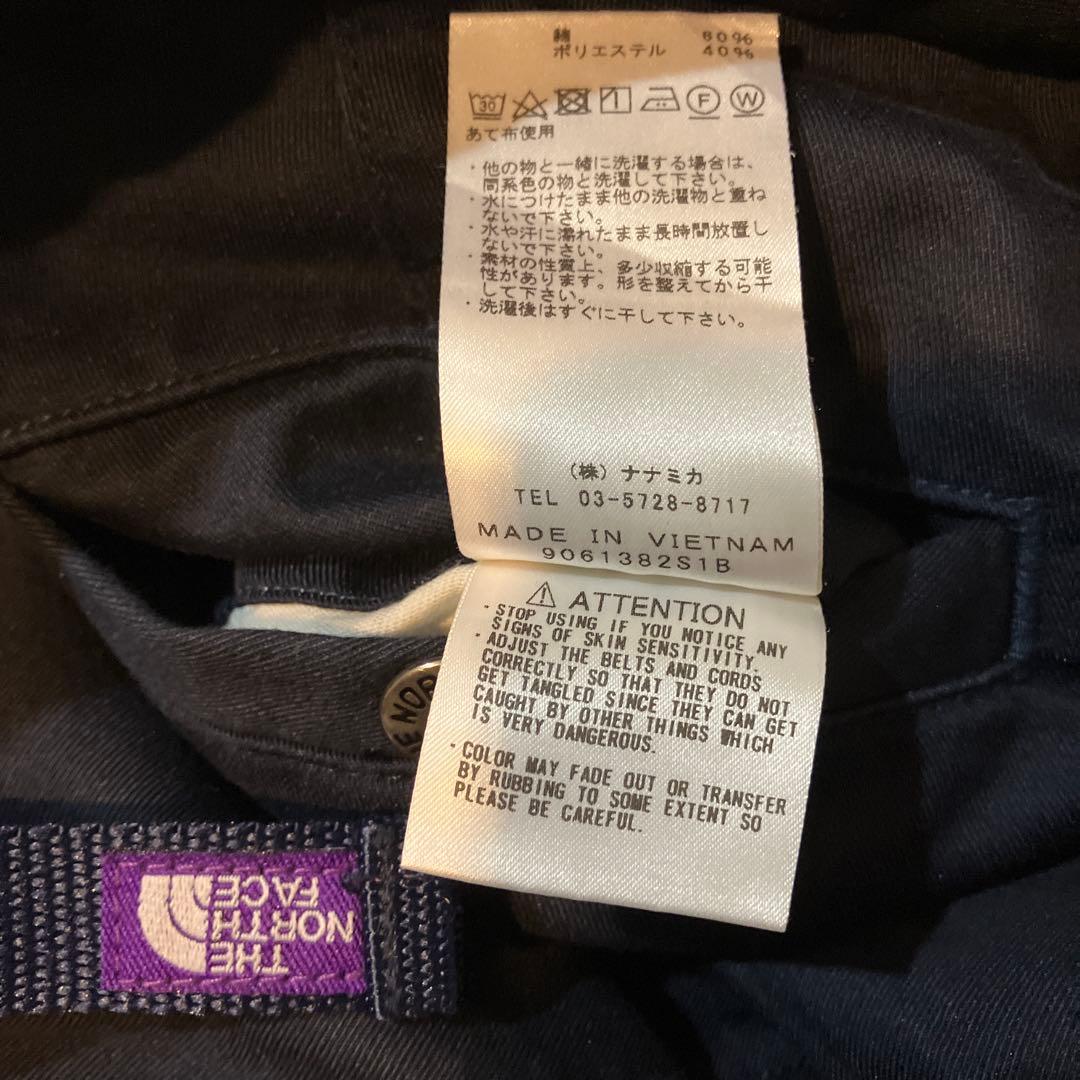 綿 60%
ポリエステル 40%
30 F W
あて布使用
・他の物と一緒に洗濯する場合は、
同系色の物と洗濯して下さい。
・水につけたまま他の洗濯物と重ね
ないで下さい。
・水や汗に濡れたまま長時間放置し
ないで下さい。
・素材の性質上、多少収縮する可能
性があります。形を整えてから干
して下さい。
・洗濯後はすぐに干して下さい。
(株)ナナミカ
TEL 03-5728-8717
MADE IN VIETNAM
9061382S1B
⚠ ATTENTION
・STOP USING IF YOU NOTICE ANY
SIGNS OF SKIN SENSITIVITY.
・ADJUST THE BELTS AND CORDS
CORRECTLY SO THAT THEY DO NOT
GET TANGLED SINCE THEY CAN GET
CAUGHT BY OTHER THINGS WHICH
IS VERY DANGEROUS.
・COLOR MAY FADE OUT OR TRANSFER
BY RUBBING TO SOME EXTENT SO
PLEASE BE CAREFUL.
THE
NORTH
FACE